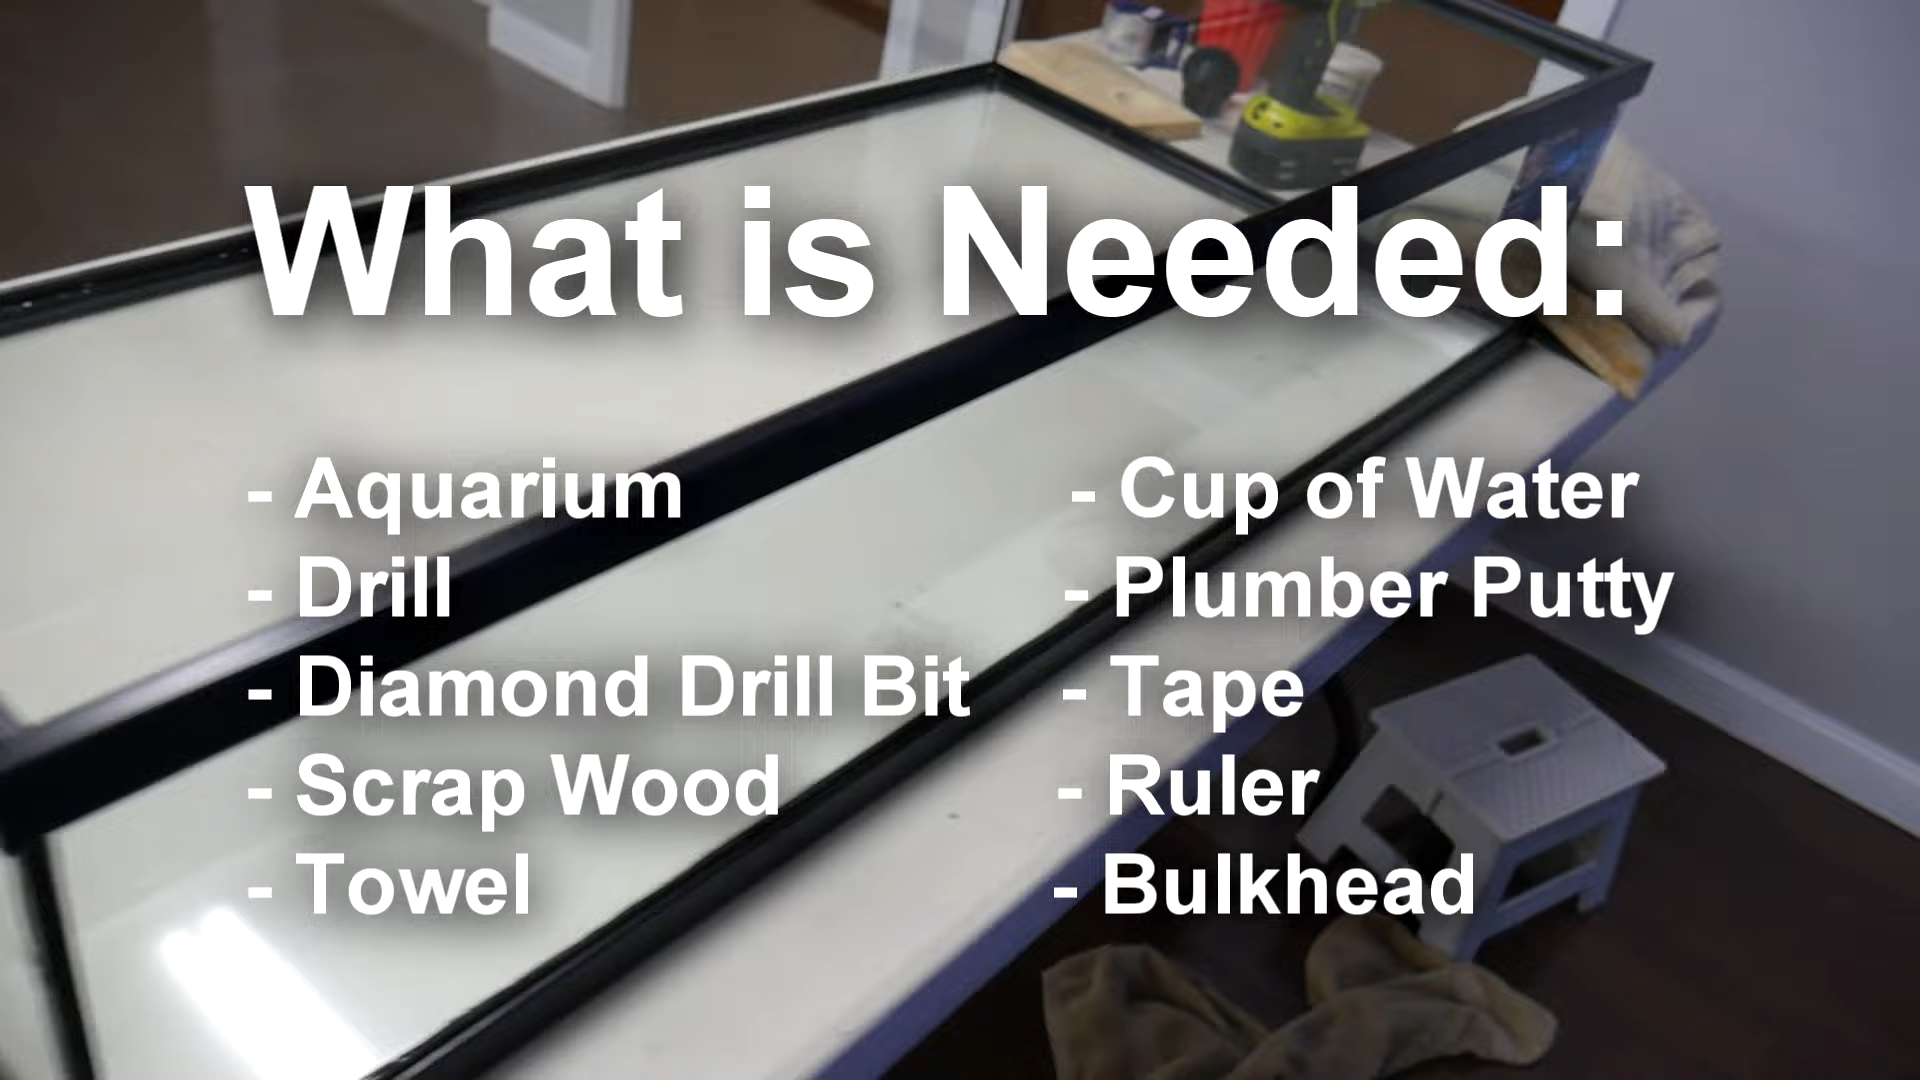 What is Needed:
- Aquarium
- Drill
- Diamond Drill Bit
- Scrap Wood
- Towel
- Cup of Water
- Plumber Putty
- Tape
- Ruler
- Bulkhead